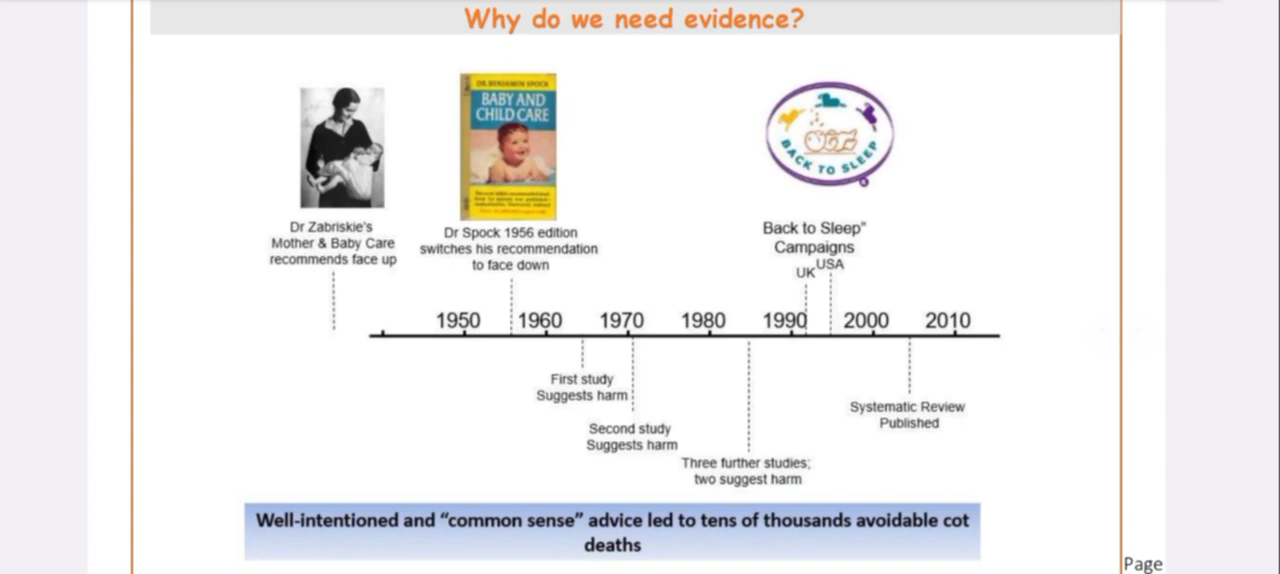 Why do we need evidence?
DR. BENJAMIN SPOCK
BABY AND
CHILD CARE
BACK TO SLEEP
Dr Zabriskie's
Mother & Baby Care
recommends face up
Dr Spock 1956 edition
switches his recommendation
to face down
Back to Sleep"
Campaigns
UK USA
1950 1960 1970 1980 1990 2000 2010
First study
Suggests harm
Second study
Suggests harm
Three further studies;
two suggest harm
Systematic Review
Published
Well-intentioned and “common sense” advice led to tens of thousands avoidable cot
deaths
Page